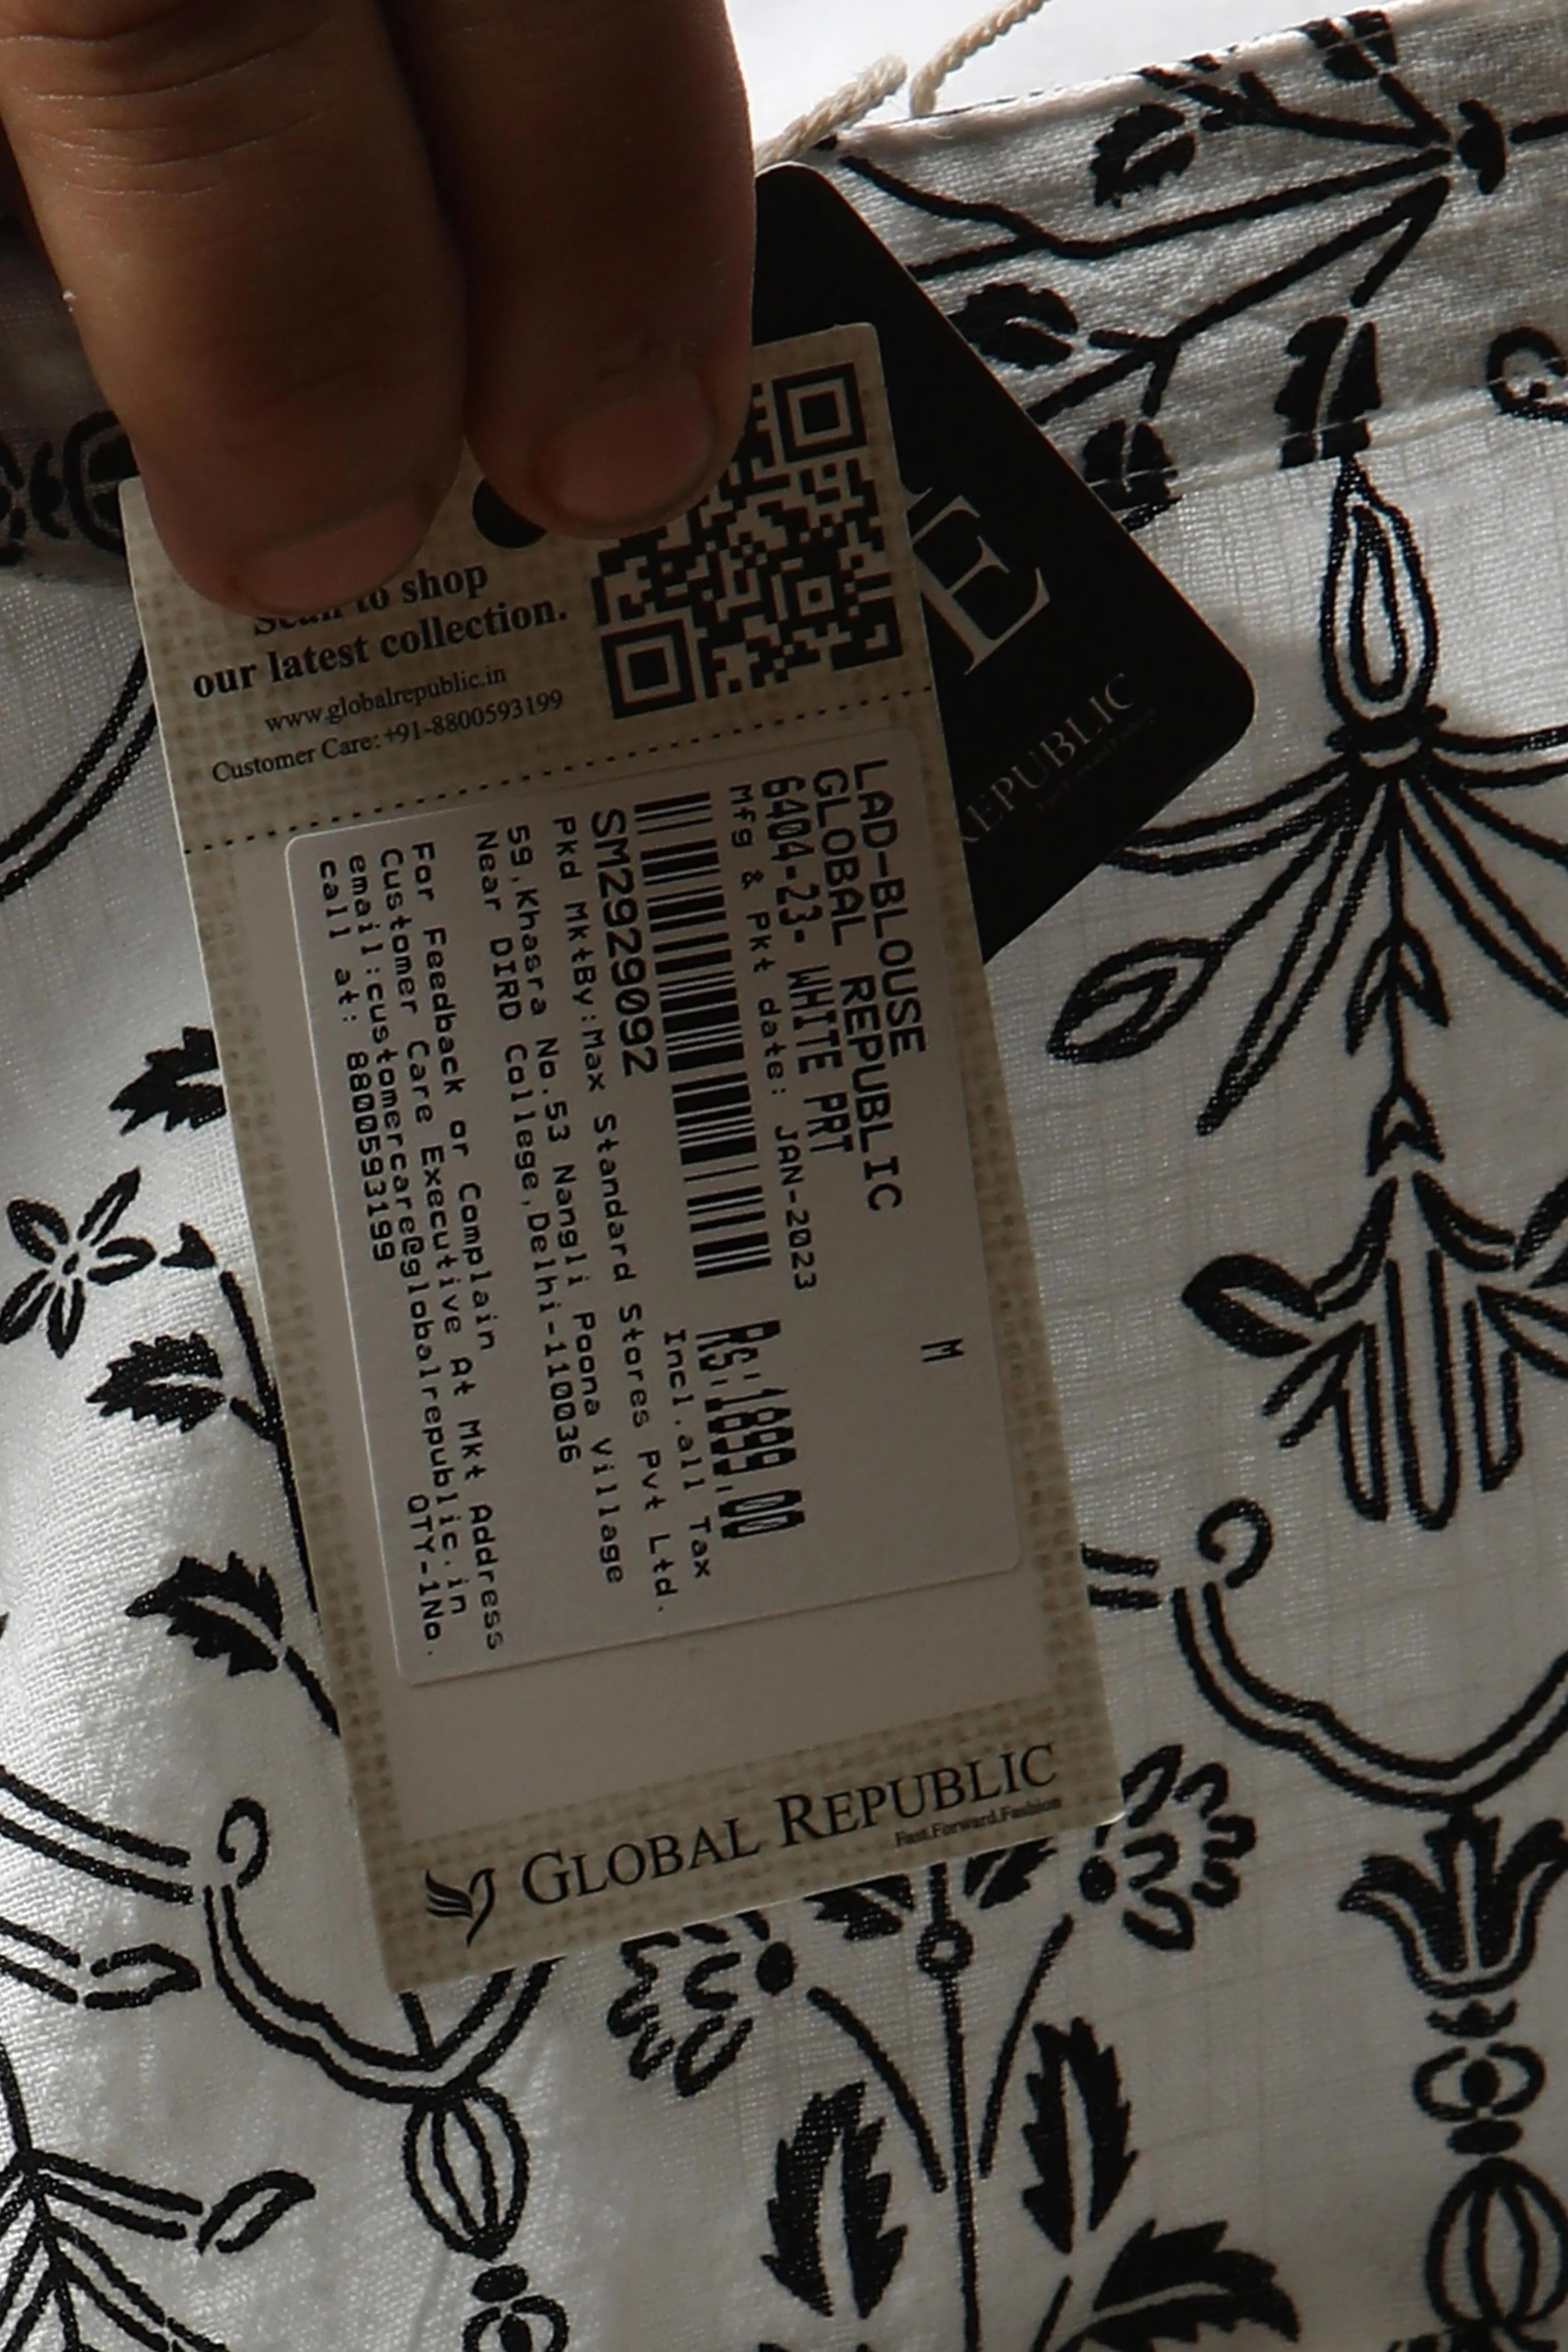 Scan to shop
our latest collection.
www.globalrepublic.in
Customer Care: +91-8800593199
LAD-BLOUSE
M
GLOBAL REPUBLIC
6404-23- WHITE PRT
Mfg & Pkt date: JAN-2023
Rs.1899.00
Incl.all Tax
SM2929092
Pkd MktBy:Max Standard Stores Pvt Ltd.
59,Khasra No.53 Nangli Poona Village
Near DIRD College,Delhi-110036
For Feedback or Complain
Customer Care Executive At Mkt Address
email:customercare@globalrepublic.in
call at: 8800593199
QTY-1No.
GLOBAL REPUBLIC
Fast.Forward.Fashion
E
REPUBLIC